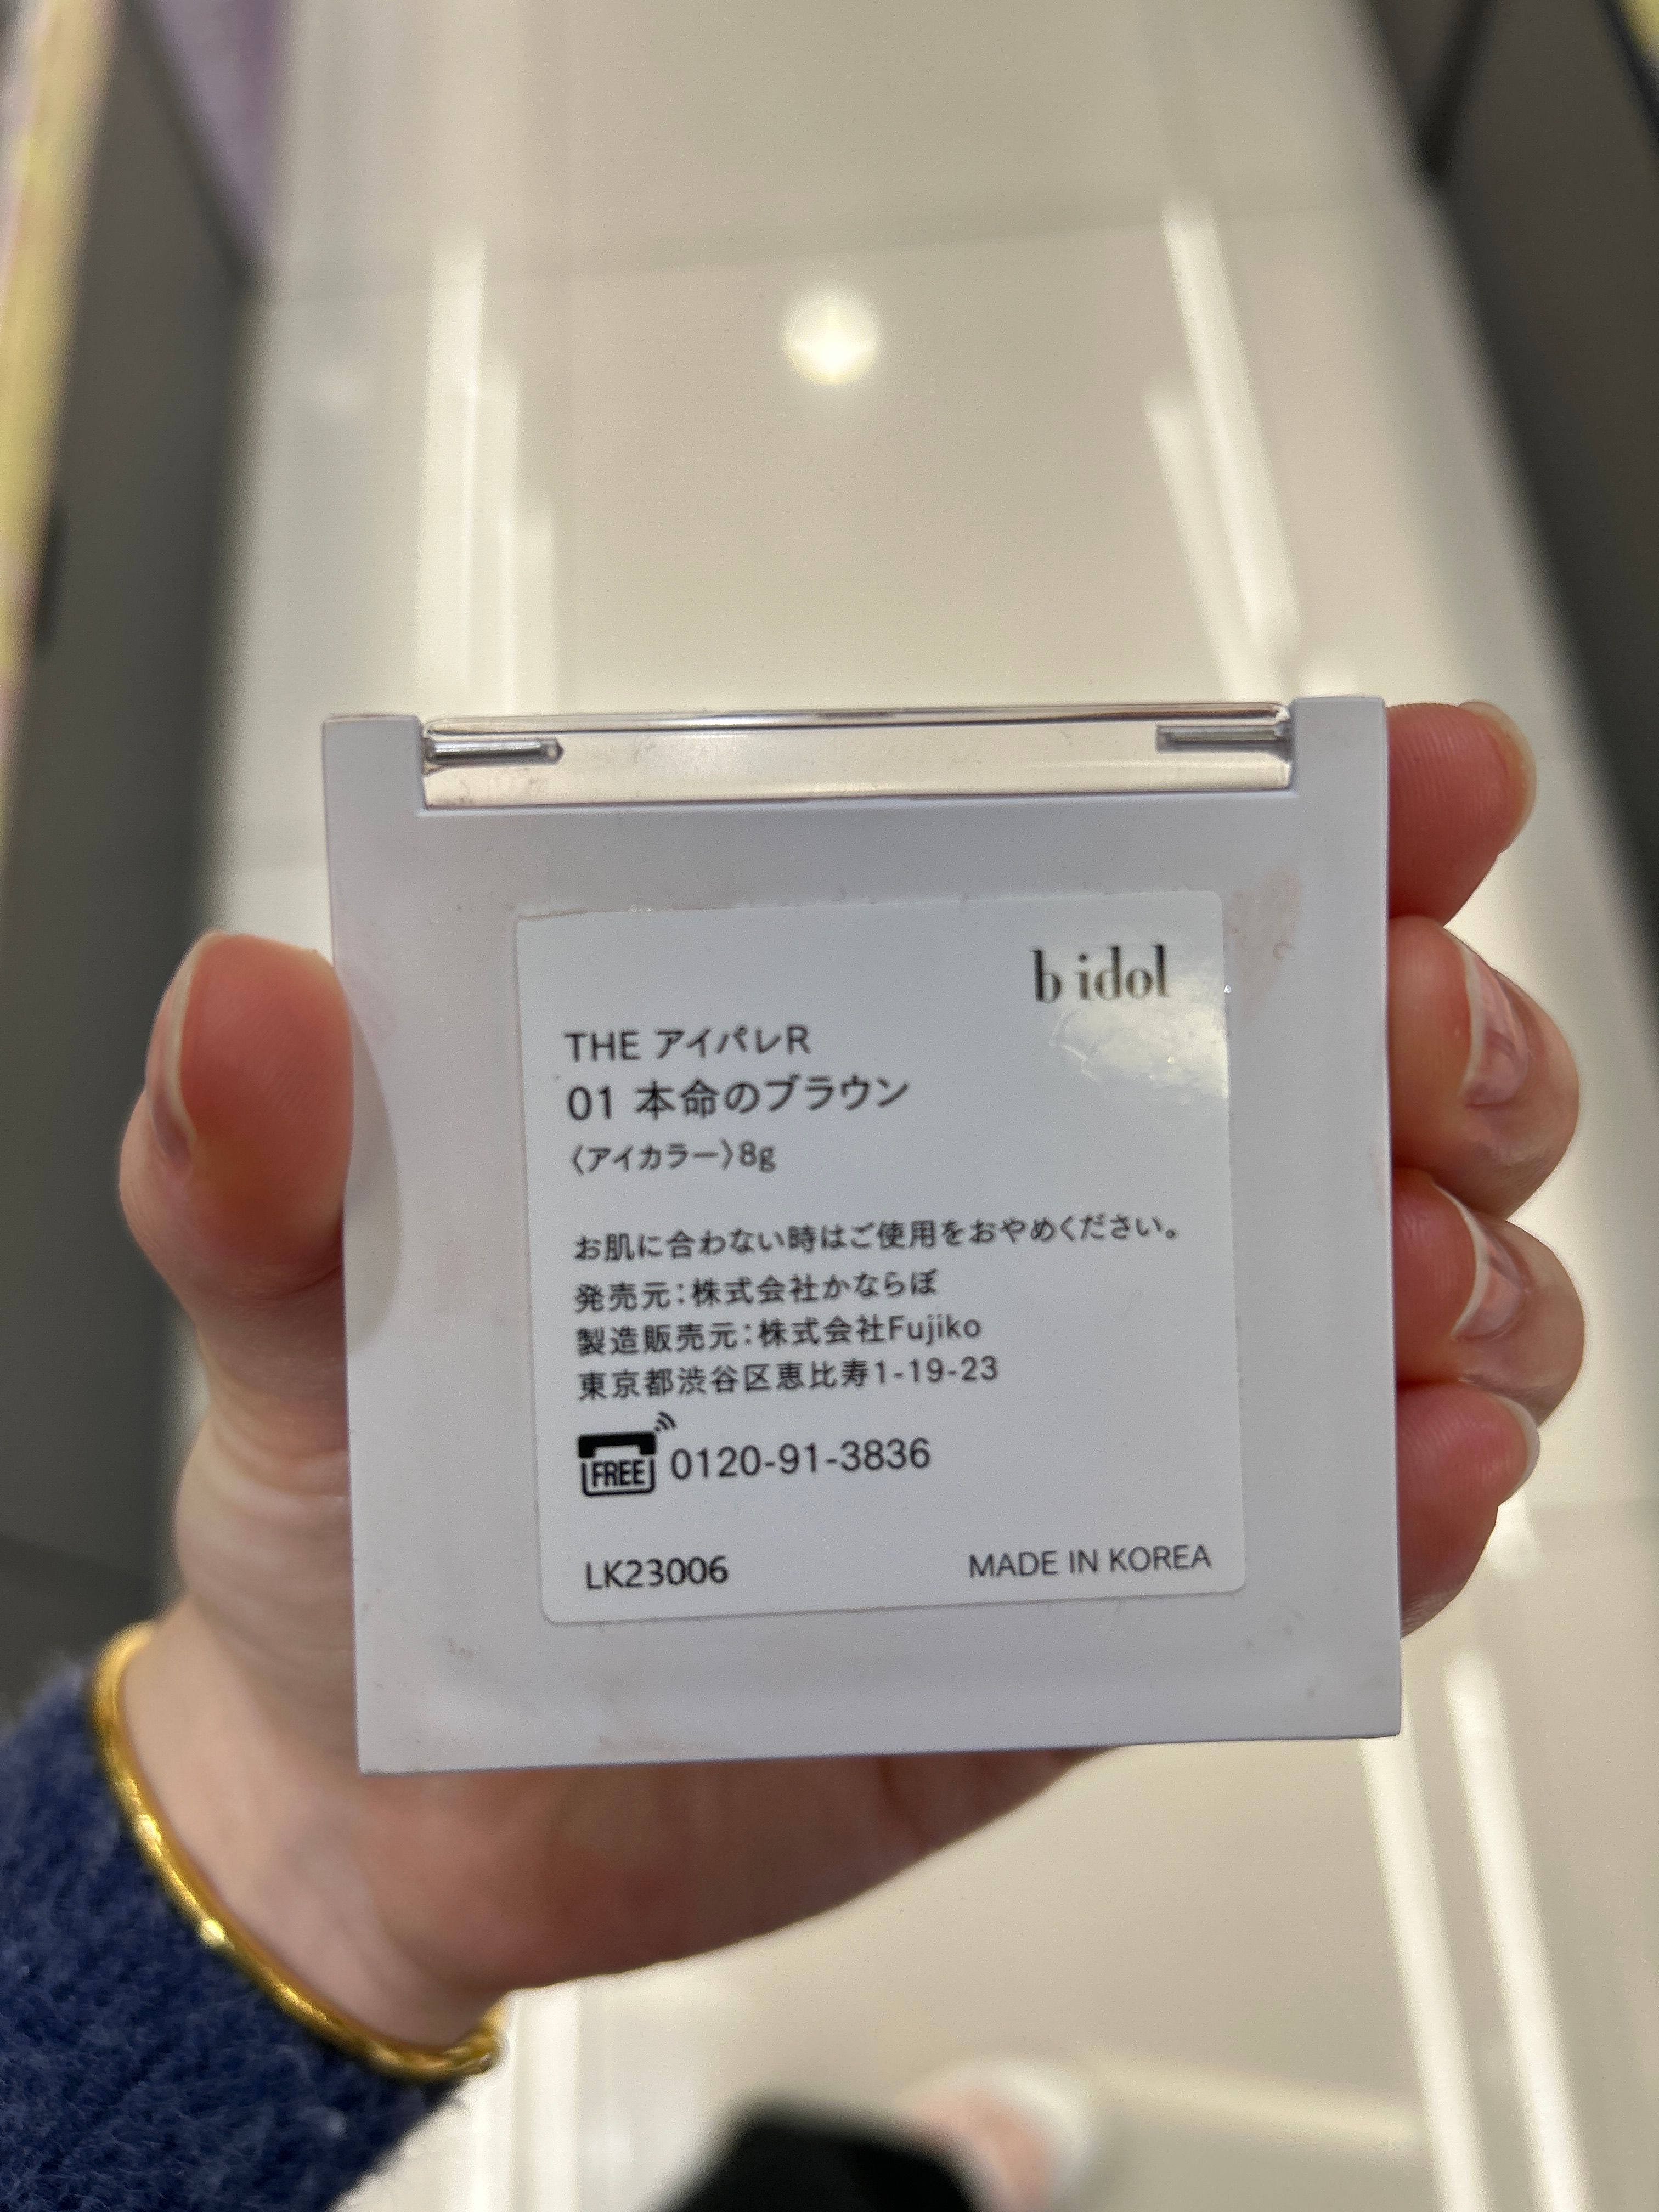 b idol
THE アイパレR
01 本命のブラウン
〈アイカラー〉8g
お肌に合わない時はご使用をおやめください。
発売元：株式会社かならぼ
製造販売元：株式会社Fujiko
東京都渋谷区恵比寿1-19-23
FREE 0120-91-3836
LK23006 MADE IN KOREA